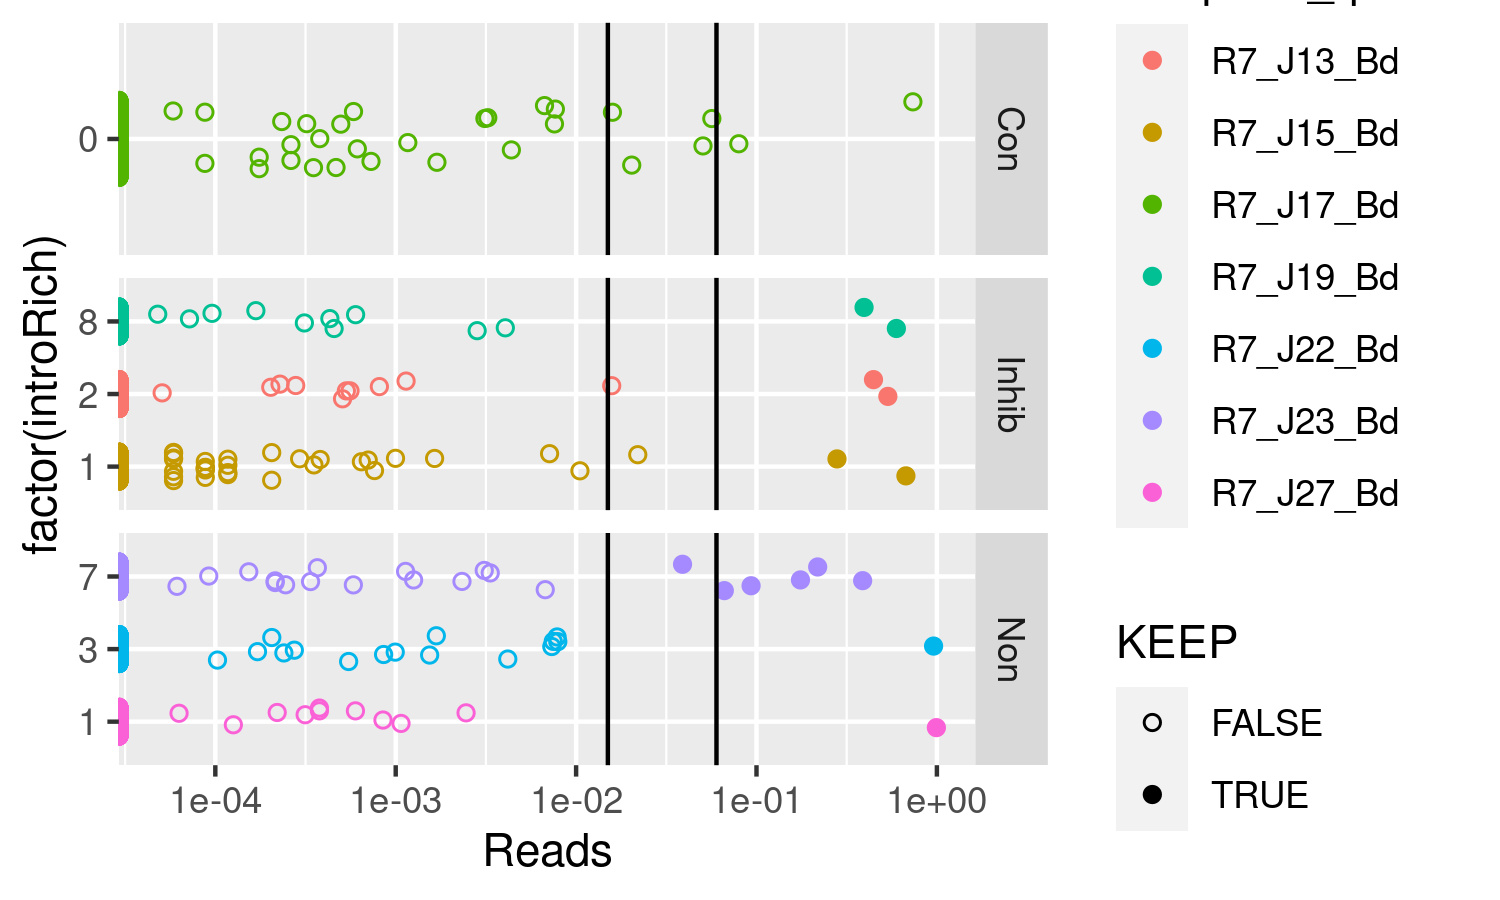 factor(introRich)
0
Con
8
2
1
Inhib
7
3
1
Non
1e-04 1e-03 1e-02 1e-01 1e+00
Reads
R7_J13_Bd
R7_J15_Bd
R7_J17_Bd
R7_J19_Bd
R7_J22_Bd
R7_J23_Bd
R7_J27_Bd
KEEP
FALSE
TRUE